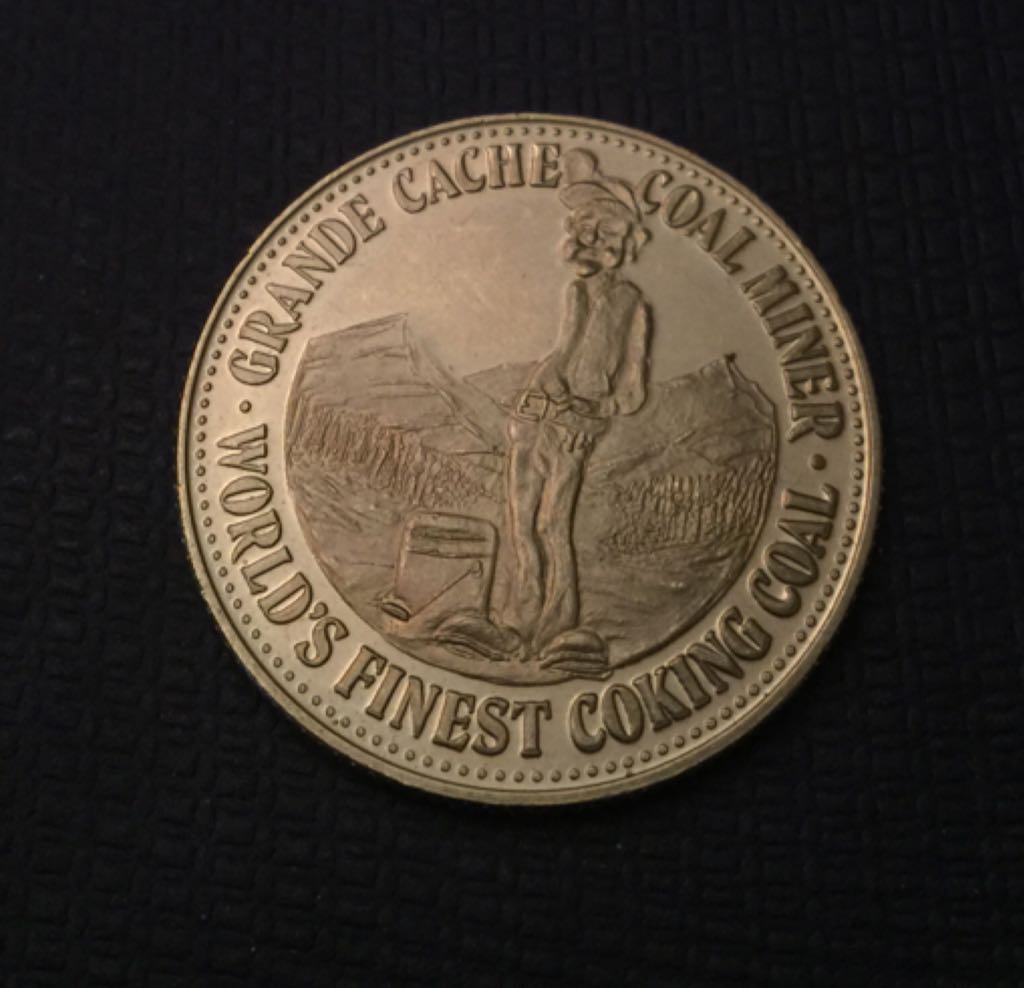 · GRANDE CACHE COAL MINER ·
WORLD'S FINEST COKING COAL